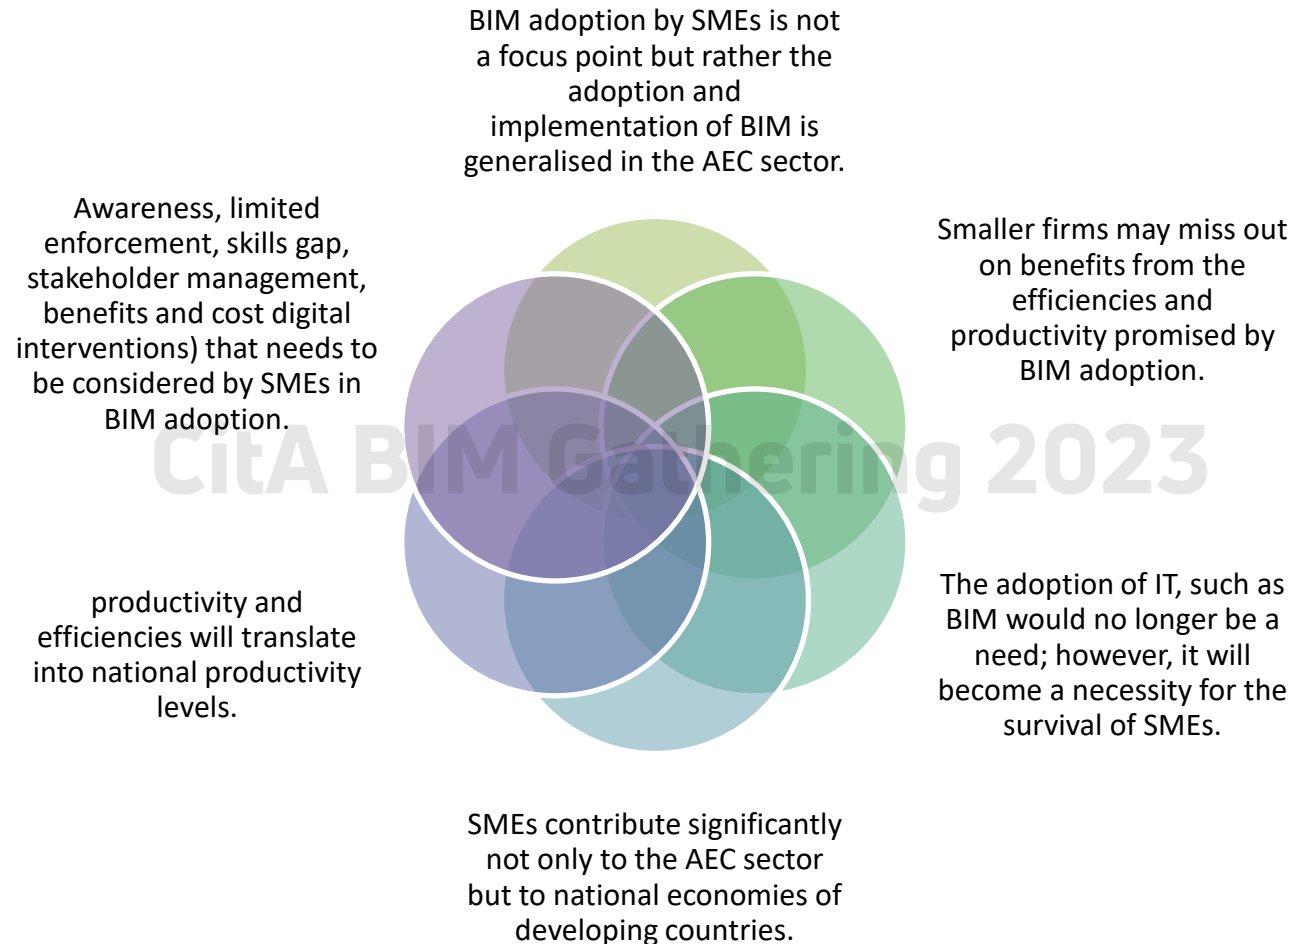 BIM adoption by SMEs is not
a focus point but rather the
adoption and
implementation of BIM is
generalised in the AEC sector.
Smaller firms may miss out
on benefits from the
efficiencies and
productivity promised by
BIM adoption.
The adoption of IT, such as
BIM would no longer be a
need; however, it will
become a necessity for the
survival of SMEs.
SMEs contribute significantly
not only to the AEC sector
but to national economies of
developing countries.
productivity and
efficiencies will translate
into national productivity
levels.
Awareness, limited
enforcement, skills gap,
stakeholder management,
benefits and cost digital
interventions) that needs to
be considered by SMEs in
BIM adoption.
CitA BIM Gathering 2023